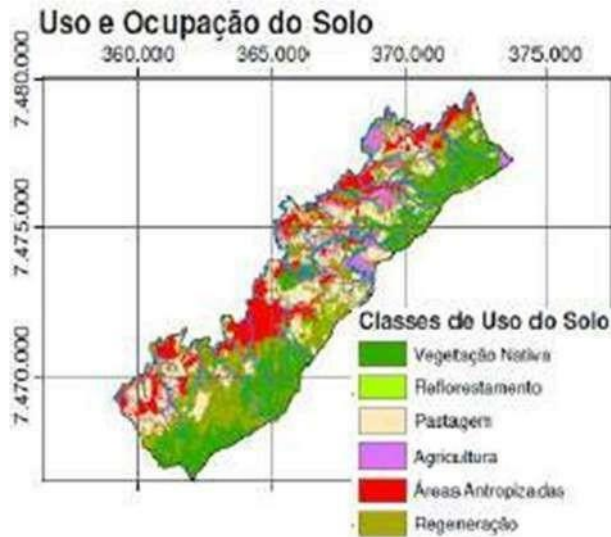 Uso e Ocupação do Solo
360.000 365.000 370.000 375.000
7.480.000
7.475.000
7.470.000
Classes de Uso do Solo
Vegetação Nativa
Reflorestamento
Pastagem
Agricultura
Áreas Antropizadas
Regeneração